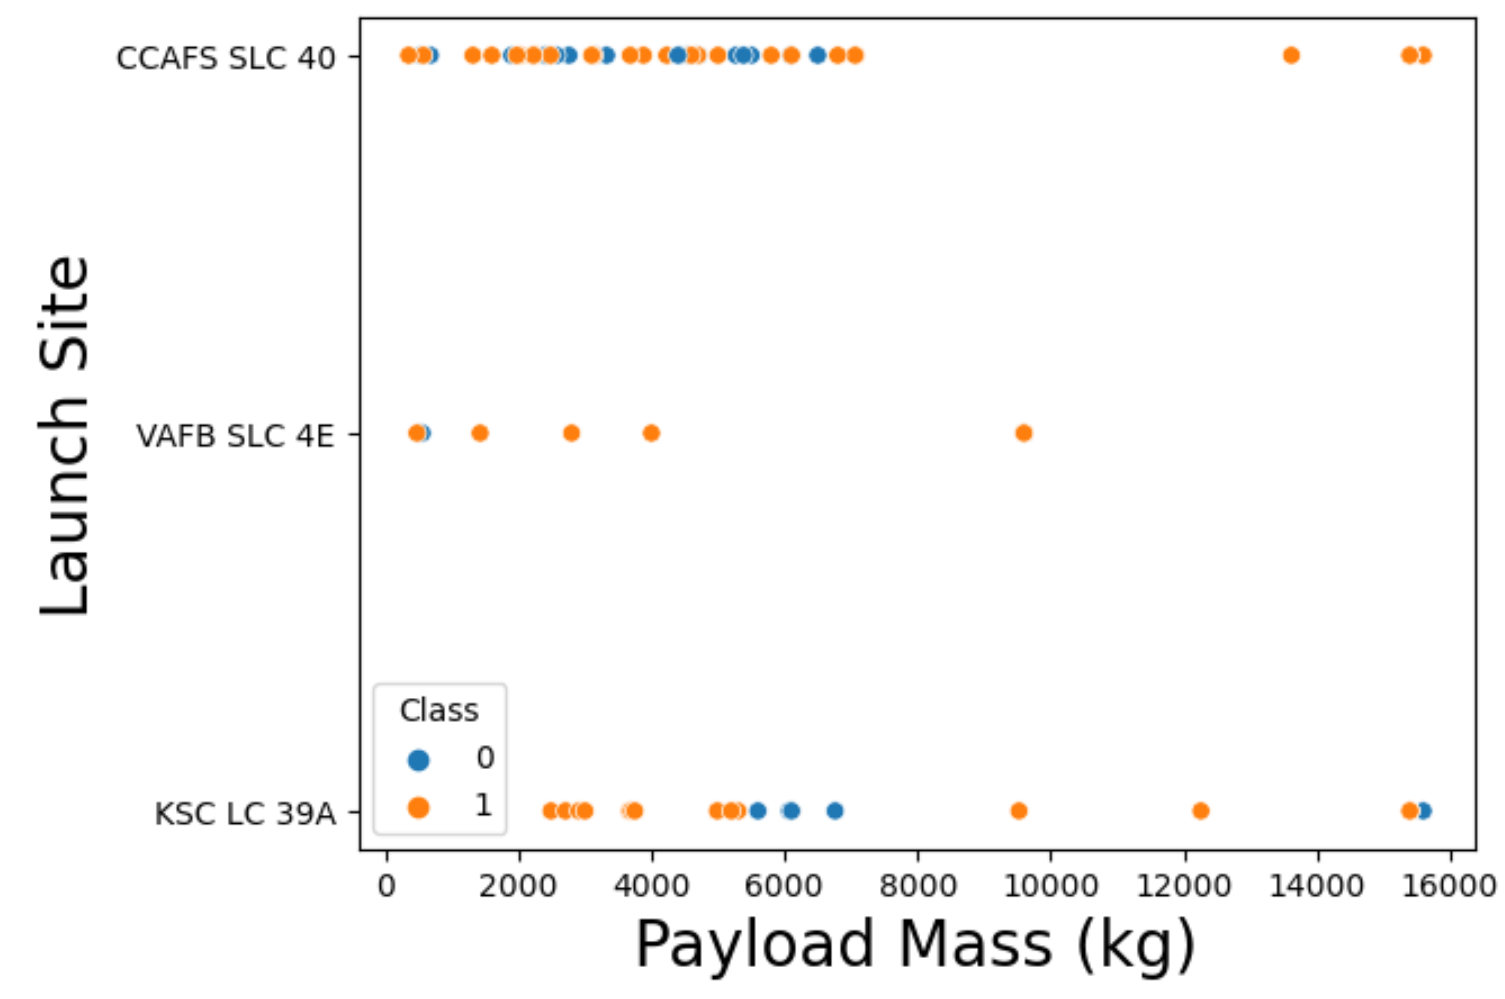 CCAFS SLC 40
VAFB SLC 4E
KSC LC 39A
Launch Site
Class
0
1
0 2000 4000 6000 8000 10000 12000 14000 16000
Payload Mass (kg)